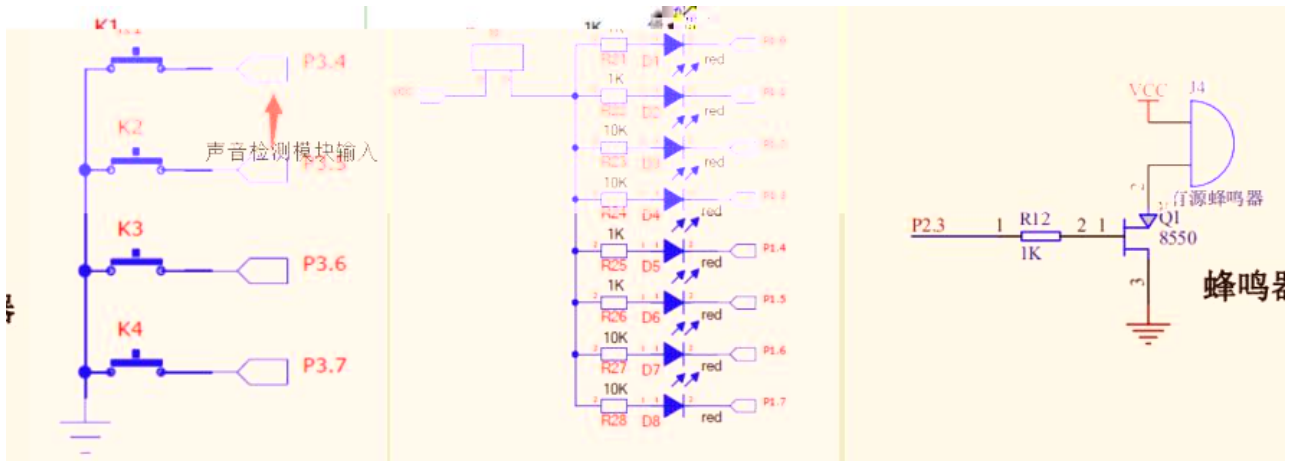 K1
P3.4
K2
声音检测模块输入
P3.5
K3
P3.6
K4
P3.7
1K
R21 D1 red
1K
D2
10K
red
10K
R24 D4 red
1K
R25 D5 red P1.4
1K
R26 D6 red P1.5
10K
R27 D7 red P1.6
10K
R28 D8 red P1.7
VCC J4
2
有源蜂鸣器
P2.3 1 R12 2 1 Q1
1K 8550
3
蜂鸣器